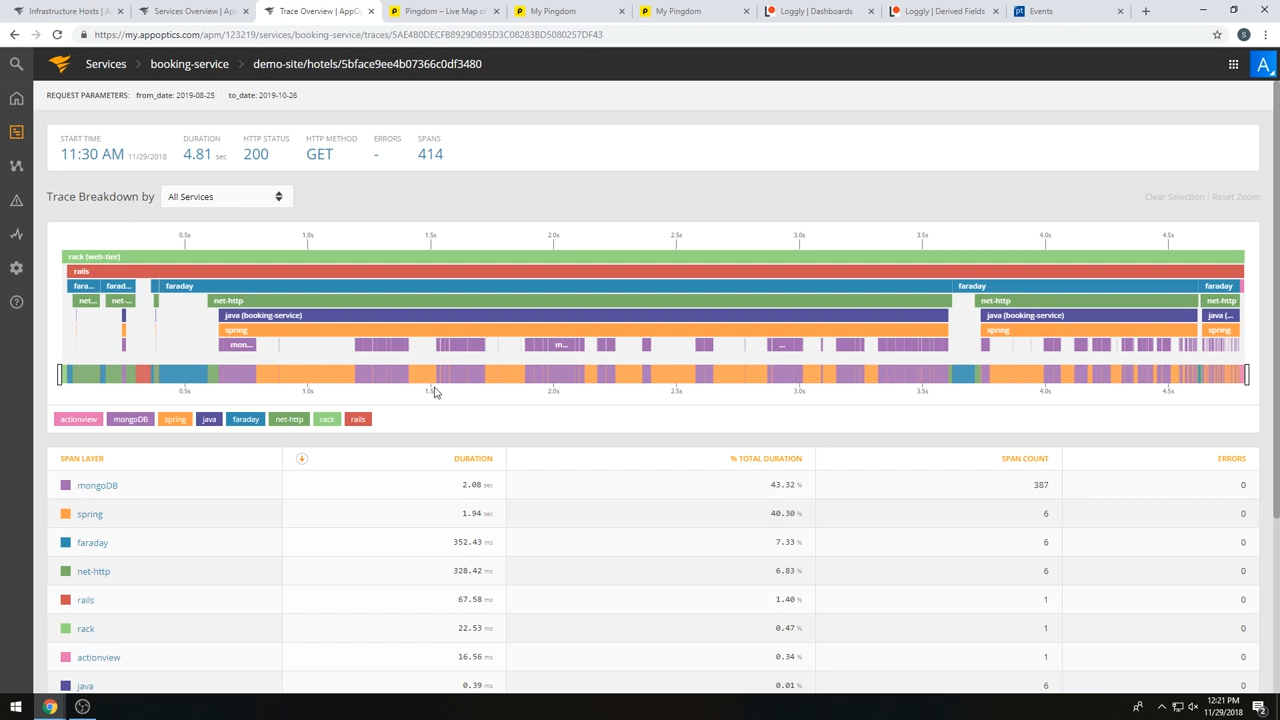 Infrastructure Hosts | Ap
Services Overview | Ap
Trace Overview | AppO
Pingdom – Live Map o
My Pingdom
My Pingdom
Loggly | Dashboards
Loggly | Derived Fields
Events
https://my.appoptics.com/apm/123219/services/booking-service/traces/5AE4B0DECFB8929D895D3C08283BD5080257DF43
S
Services
booking-service
demo-site/hotels/5bface9ee4b07366c0df3480
A
REQUEST PARAMETERS: from_date: 2019-08-25 to_date: 2019-10-26
START TIME DURATION HTTP STATUS HTTP METHOD ERRORS SPANS
11:30 AM 11/29/2018 4.81 sec 200 GET - 414
Trace Breakdown by All Services Clear Selection | Reset Zoom
0.5s 1.0s 1.5s 2.0s 2.5s 3.0s 3.5s 4.0s 4.5s
rack (web-tier)
rails
fara... farad... faraday faraday faraday
net... net-... net-http net-http net-http
java (booking-service) java (booking-service) java (...
spring spring spring
mon... m... ...
0.5s 1.0s 1.5s 2.0s 2.5s 3.0s 3.5s 4.0s 4.5s
actionview mongoDB spring java faraday net-http rack rails
SPAN LAYER DURATION % TOTAL DURATION SPAN COUNT ERRORS
mongoDB 2.08 sec 43.32 % 387 0
spring 1.94 sec 40.30 % 6 0
faraday 352.43 ms 7.33 % 6 0
net-http 328.42 ms 6.83 % 6 0
rails 67.58 ms 1.40 % 1 0
rack 22.53 ms 0.47 % 1 0
actionview 16.56 ms 0.34 % 1 0
java 0.39 ms 0.01 % 6 0
12:21 PM
11/29/2018
2